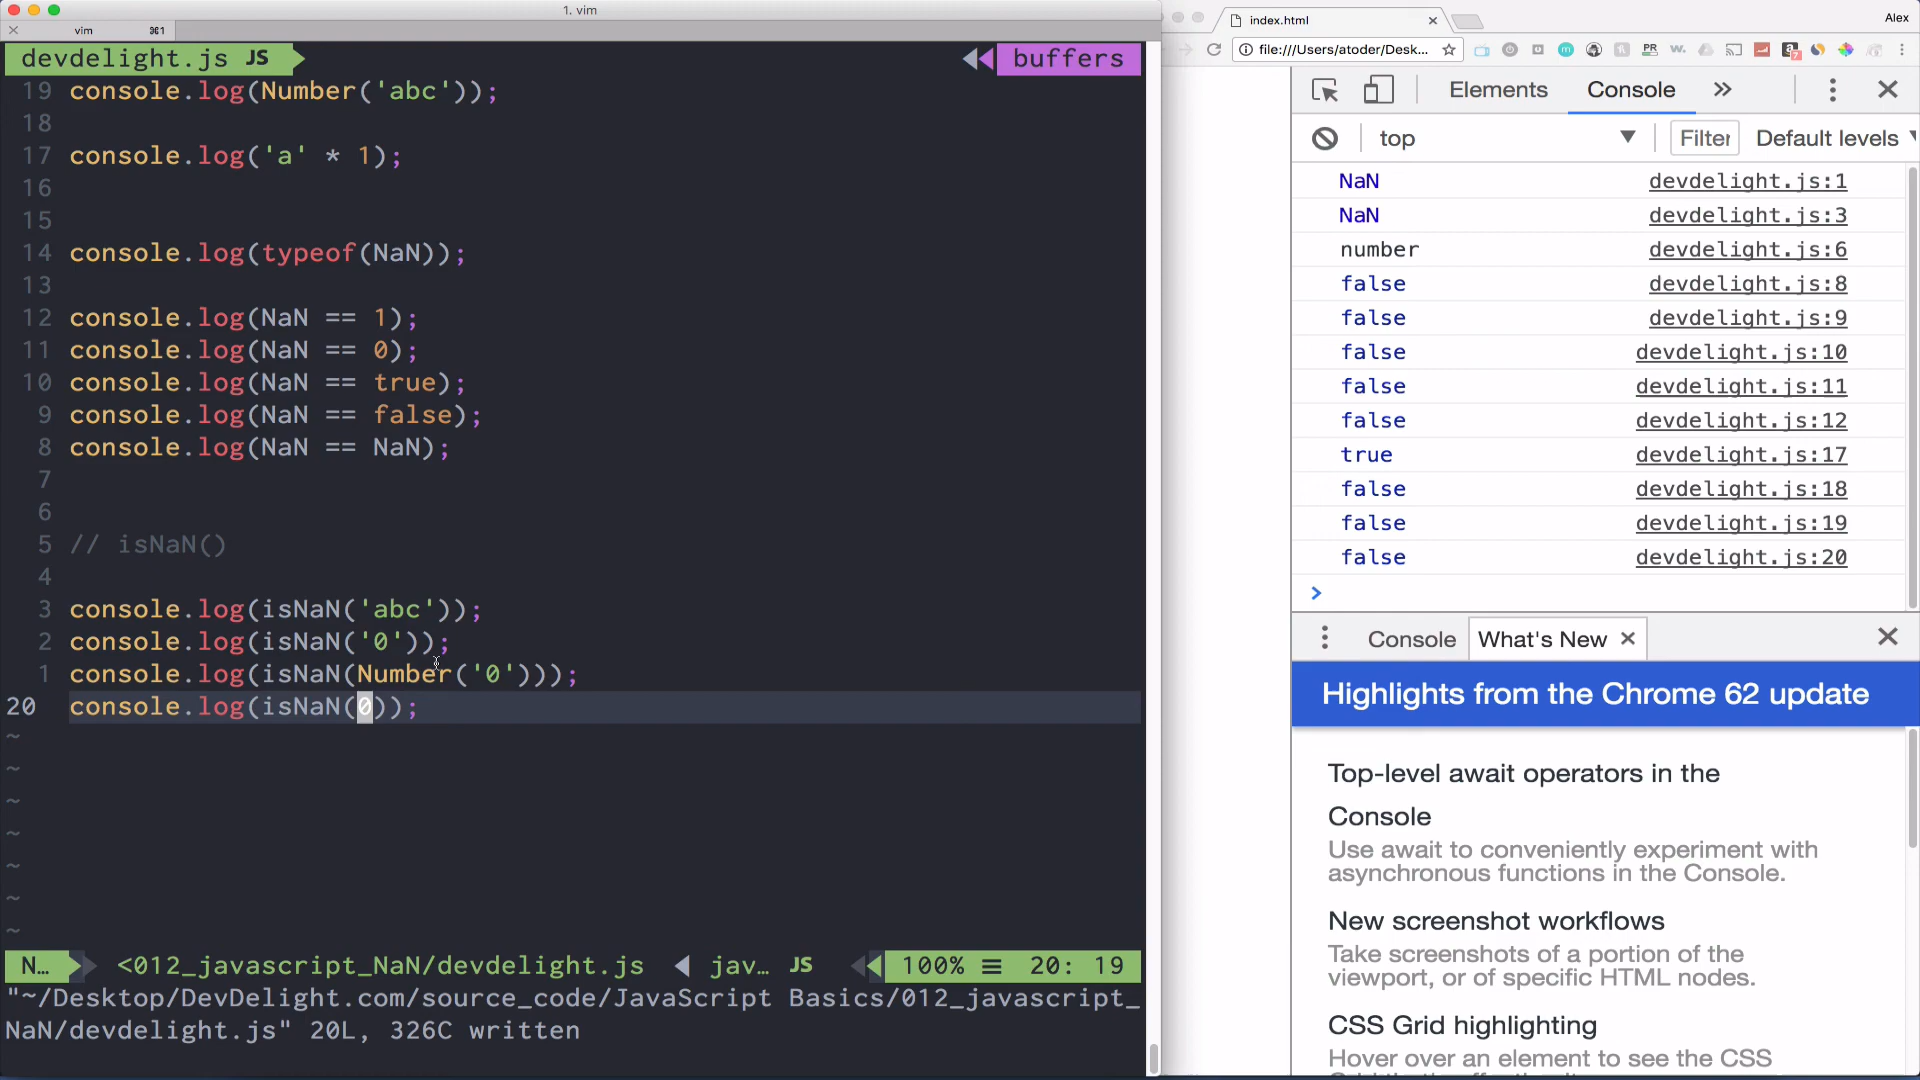 1. vim
vim ⌘1
devdelight.js JS
buffers
19 console.log(Number('abc'));
18
17 console.log('a' * 1);
16
15
14 console.log(typeof(NaN));
13
12 console.log(NaN == 1);
11 console.log(NaN == 0);
10 console.log(NaN == true);
9 console.log(NaN == false);
8 console.log(NaN == NaN);
7
6
5 // isNaN()
4
3 console.log(isNaN('abc'));
2 console.log(isNaN('0'));
1 console.log(isNaN(Number('0')));
20 console.log(isNaN(0));
~
~
~
~
~
~
~
N... <012_javascript_NaN/devdelight.js jav… JS 100% ☰ 20: 19
"~/Desktop/DevDelight.com/source_code/JavaScript Basics/012_javascript_
NaN/devdelight.js" 20L, 326C written
index.html
Alex
file:///Users/atoder/Desk...
PR
Elements Console »
top Filter Default levels
NaN devdelight.js:1
NaN devdelight.js:3
number devdelight.js:6
false devdelight.js:8
false devdelight.js:9
false devdelight.js:10
false devdelight.js:11
false devdelight.js:12
true devdelight.js:17
false devdelight.js:18
false devdelight.js:19
false devdelight.js:20
>
Console What's New
Highlights from the Chrome 62 update
Top-level await operators in the
Console
Use await to conveniently experiment with
asynchronous functions in the Console.
New screenshot workflows
Take screenshots of a portion of the
viewport, or of specific HTML nodes.
CSS Grid highlighting
Hover over an element to see the CSS